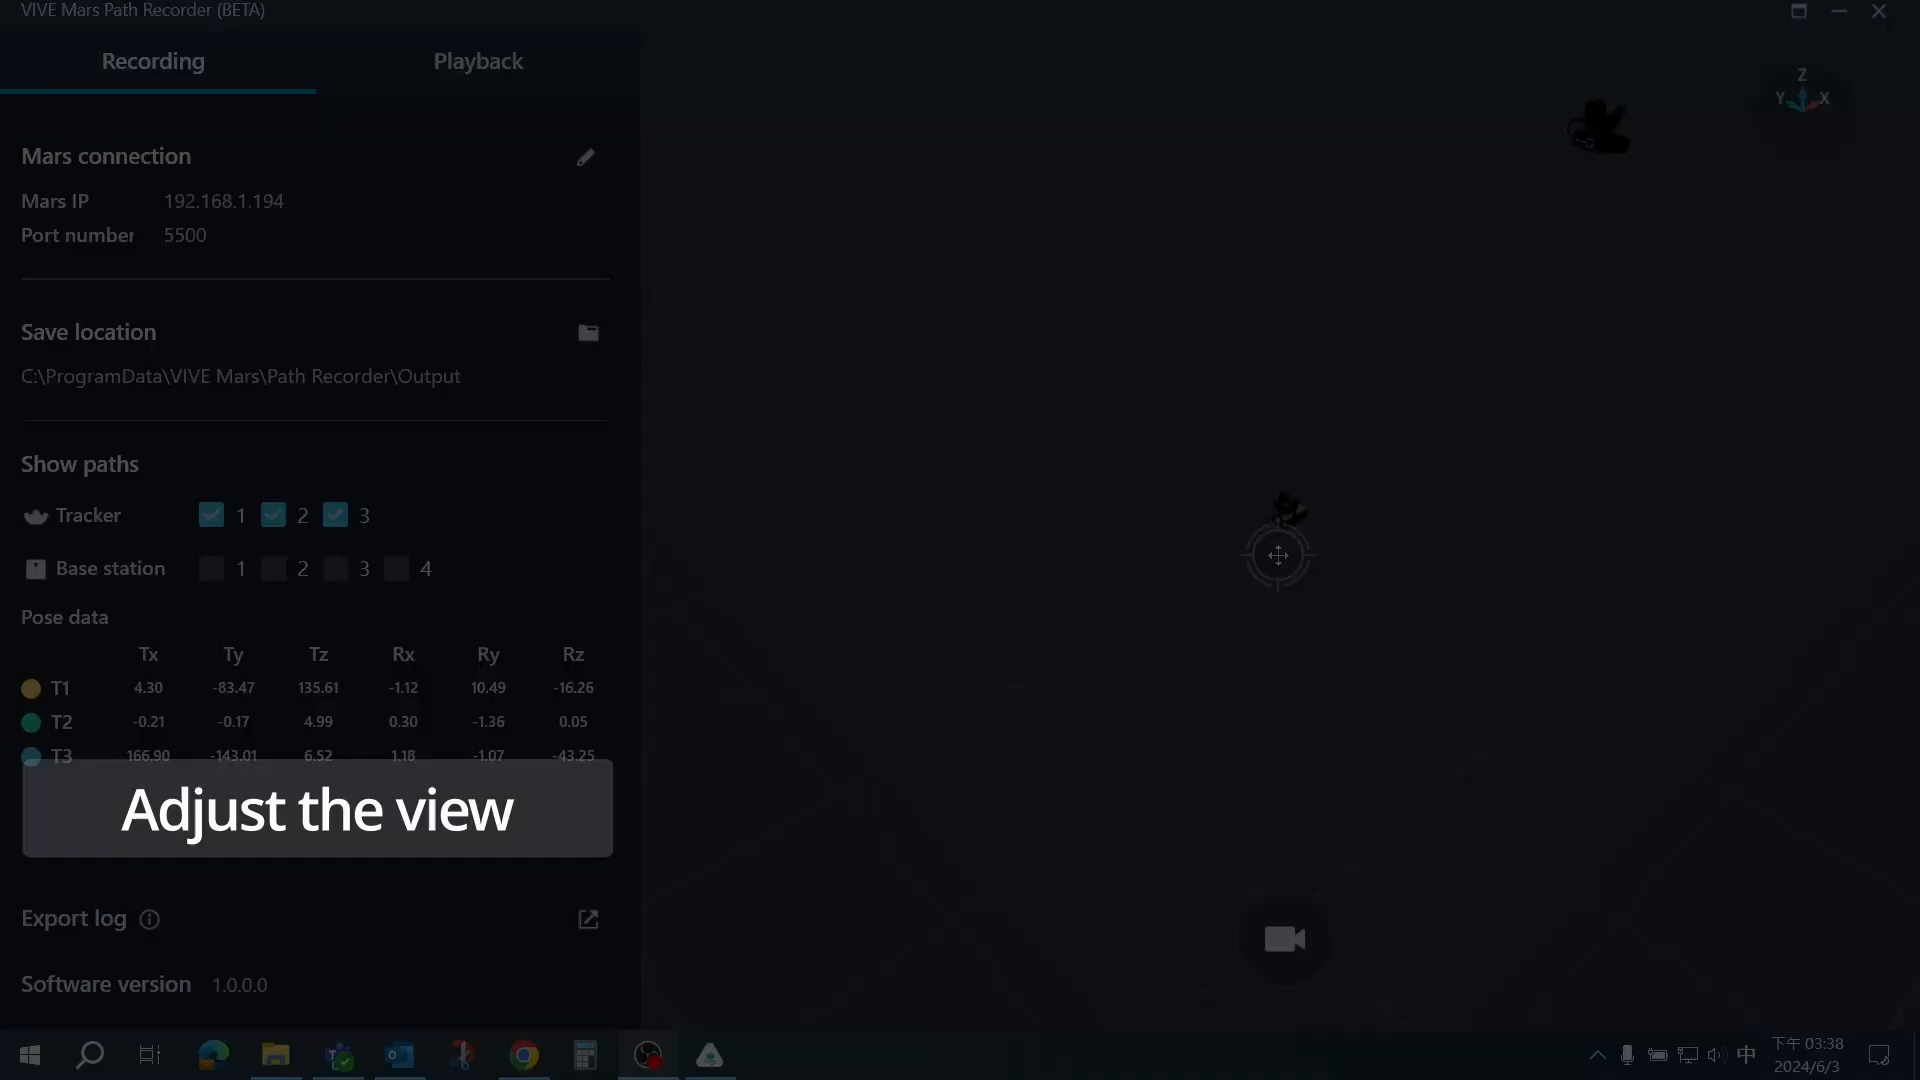 VIVE Mars Path Recorder (BETA)
Recording Playback
Z
Y X
Mars connection
Mars IP 192.168.1.194
Port number 5500
Save location
C:\ProgramData\VIVE Mars\Path Recorder\Output
Show paths
Tracker 1 2 3
Base station 1 2 3 4
Pose data
Tx Ty Tz Rx Ry Rz
T1 4.30 -83.47 135.61 -1.12 10.49 -16.26
T2 -0.21 -0.17 4.99 0.30 -1.36 0.05
T3 166.90 -143.01 6.52 1.18 -1.07 -43.25
Adjust the view
Export log
Software version 1.0.0.0
中
下午 03:38
2024/6/3